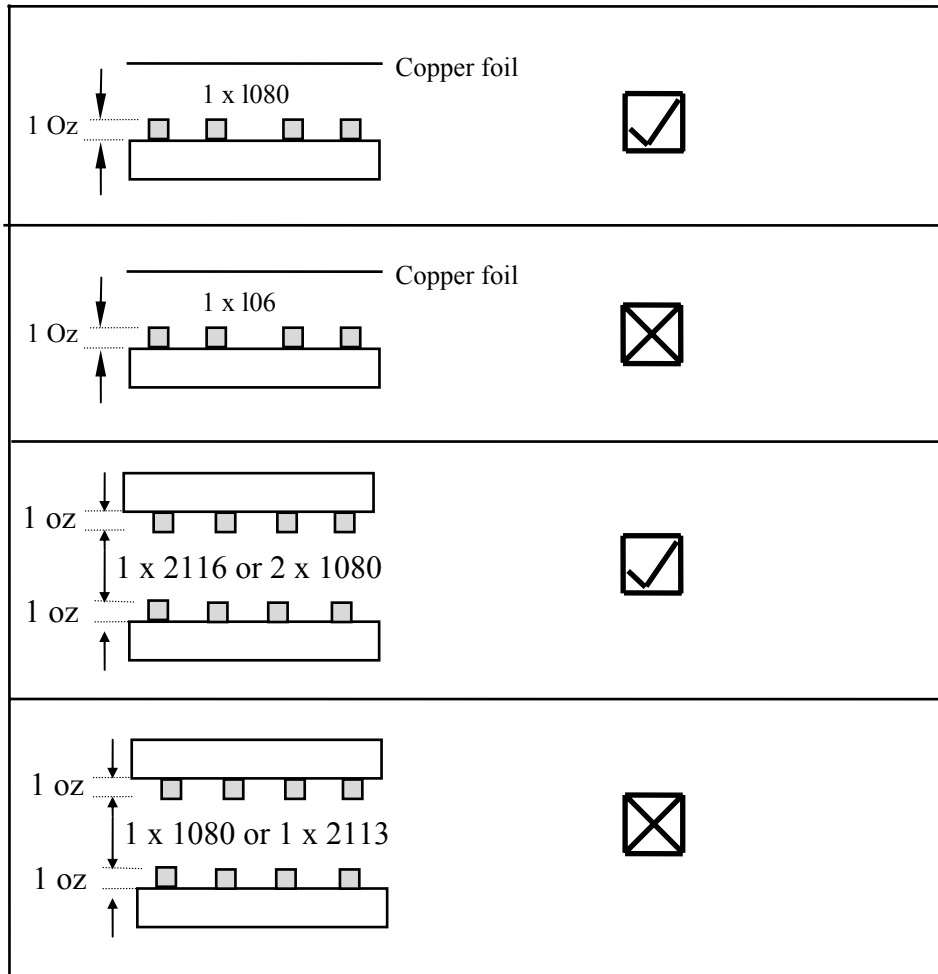 Copper foil
1 x l080
1 Oz
Copper foil
1 x l06
1 Oz
1 oz
1 x 2116 or 2 x 1080
1 oz
1 oz
1 x 1080 or 1 x 2113
1 oz